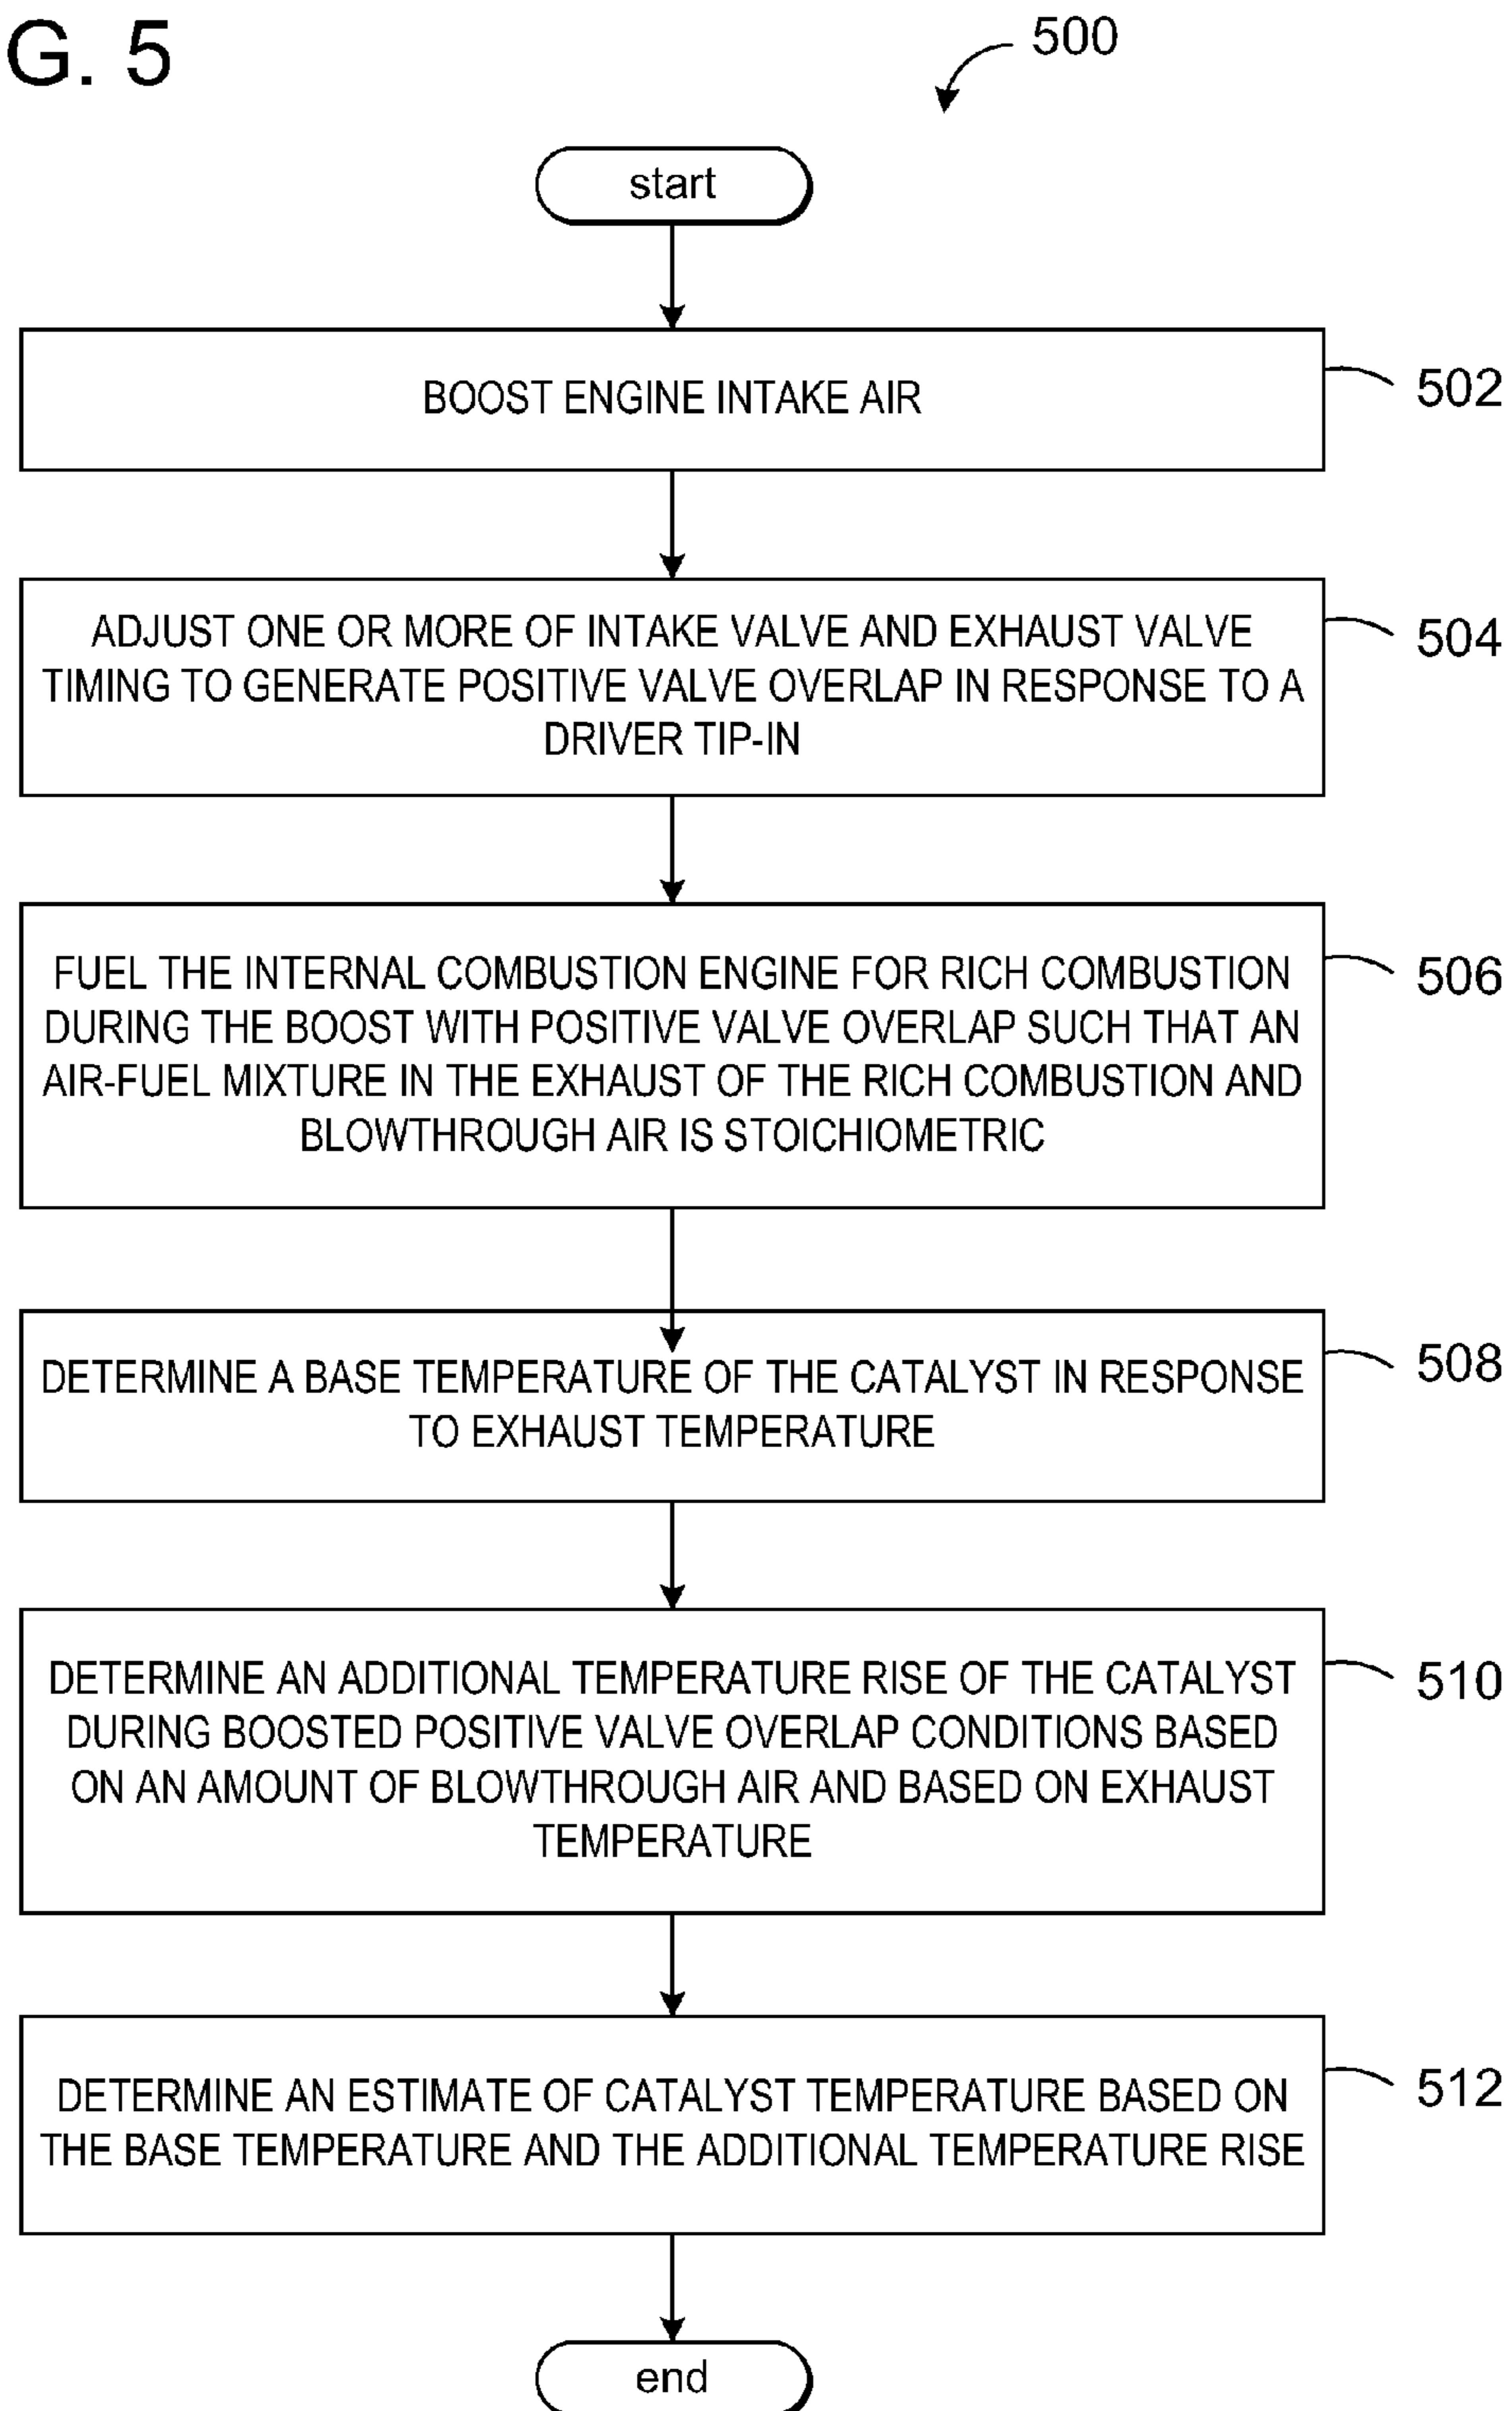 G. 5
500
start
BOOST ENGINE INTAKE AIR
502
ADJUST ONE OR MORE OF INTAKE VALVE AND EXHAUST VALVE
TIMING TO GENERATE POSITIVE VALVE OVERLAP IN RESPONSE TO A
DRIVER TIP-IN
504
FUEL THE INTERNAL COMBUSTION ENGINE FOR RICH COMBUSTION
DURING THE BOOST WITH POSITIVE VALVE OVERLAP SUCH THAT AN
AIR-FUEL MIXTURE IN THE EXHAUST OF THE RICH COMBUSTION AND
BLOWTHROUGH AIR IS STOICHIOMETRIC
506
DETERMINE A BASE TEMPERATURE OF THE CATALYST IN RESPONSE
TO EXHAUST TEMPERATURE
508
DETERMINE AN ADDITIONAL TEMPERATURE RISE OF THE CATALYST
DURING BOOSTED POSITIVE VALVE OVERLAP CONDITIONS BASED
ON AN AMOUNT OF BLOWTHROUGH AIR AND BASED ON EXHAUST
TEMPERATURE
510
DETERMINE AN ESTIMATE OF CATALYST TEMPERATURE BASED ON
THE BASE TEMPERATURE AND THE ADDITIONAL TEMPERATURE RISE
512
end